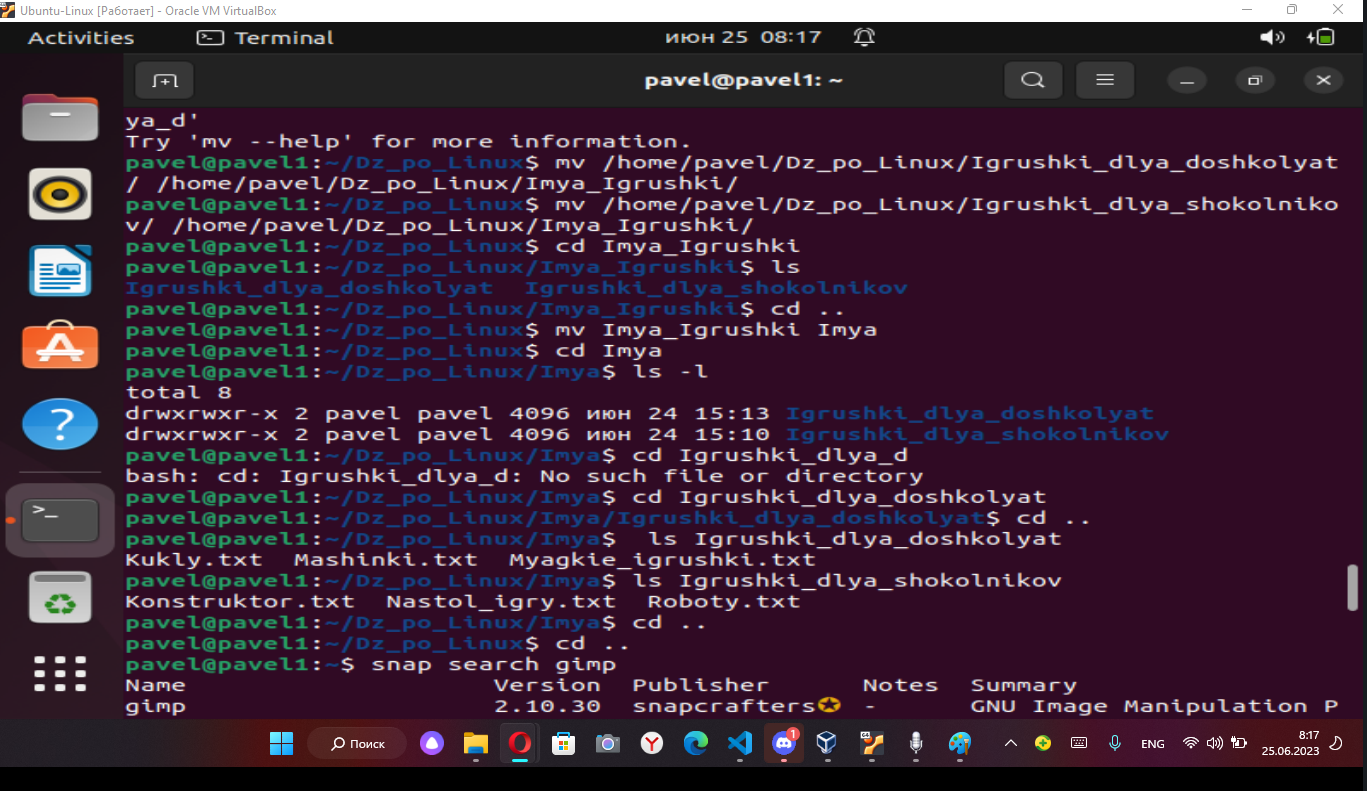 Ubuntu-Linux [Работает] - Oracle VM VirtualBox
Activities Terminal июн 25 08:17
pavel@pavel1: ~
ya_d'
Try 'mv --help' for more information.
pavel@pavel1:~/Dz_po_Linux$ mv /home/pavel/Dz_po_Linux/Igrushki_dlya_doshkolyat
/ /home/pavel/Dz_po_Linux/Imya_Igrushki/
pavel@pavel1:~/Dz_po_Linux$ mv /home/pavel/Dz_po_Linux/Igrushki_dlya_shokolniko
v/ /home/pavel/Dz_po_Linux/Imya_Igrushki/
pavel@pavel1:~/Dz_po_Linux$ cd Imya_Igrushki
pavel@pavel1:~/Dz_po_Linux/Imya_Igrushki$ ls
Igrushki_dlya_doshkolyat  Igrushki_dlya_shokolnikov
pavel@pavel1:~/Dz_po_Linux/Imya_Igrushki$ cd ..
pavel@pavel1:~/Dz_po_Linux$ mv Imya_Igrushki Imya
pavel@pavel1:~/Dz_po_Linux$ cd Imya
pavel@pavel1:~/Dz_po_Linux/Imya$ ls -l
total 8
drwxrwxr-x 2 pavel pavel 4096 июн 24 15:13 Igrushki_dlya_doshkolyat
drwxrwxr-x 2 pavel pavel 4096 июн 24 15:10 Igrushki_dlya_shokolnikov
pavel@pavel1:~/Dz_po_Linux/Imya$ cd Igrushki_dlya_d
bash: cd: Igrushki_dlya_d: No such file or directory
pavel@pavel1:~/Dz_po_Linux/Imya$ cd Igrushki_dlya_doshkolyat
pavel@pavel1:~/Dz_po_Linux/Imya/Igrushki_dlya_doshkolyat$ cd ..
pavel@pavel1:~/Dz_po_Linux/Imya$  ls Igrushki_dlya_doshkolyat
Kukly.txt  Mashinki.txt  Myagkie_igrushki.txt
pavel@pavel1:~/Dz_po_Linux/Imya$ ls Igrushki_dlya_shokolnikov
Konstruktor.txt  Nastol_igry.txt  Roboty.txt
pavel@pavel1:~/Dz_po_Linux/Imya$ cd ..
pavel@pavel1:~/Dz_po_Linux$ cd ..
pavel@pavel1:~$ snap search gimp
Name Version Publisher Notes Summary
gimp 2.10.30 snapcrafters✪ - GNU Image Manipulation P
Поиск 1 ENG 8:17
25.06.2023